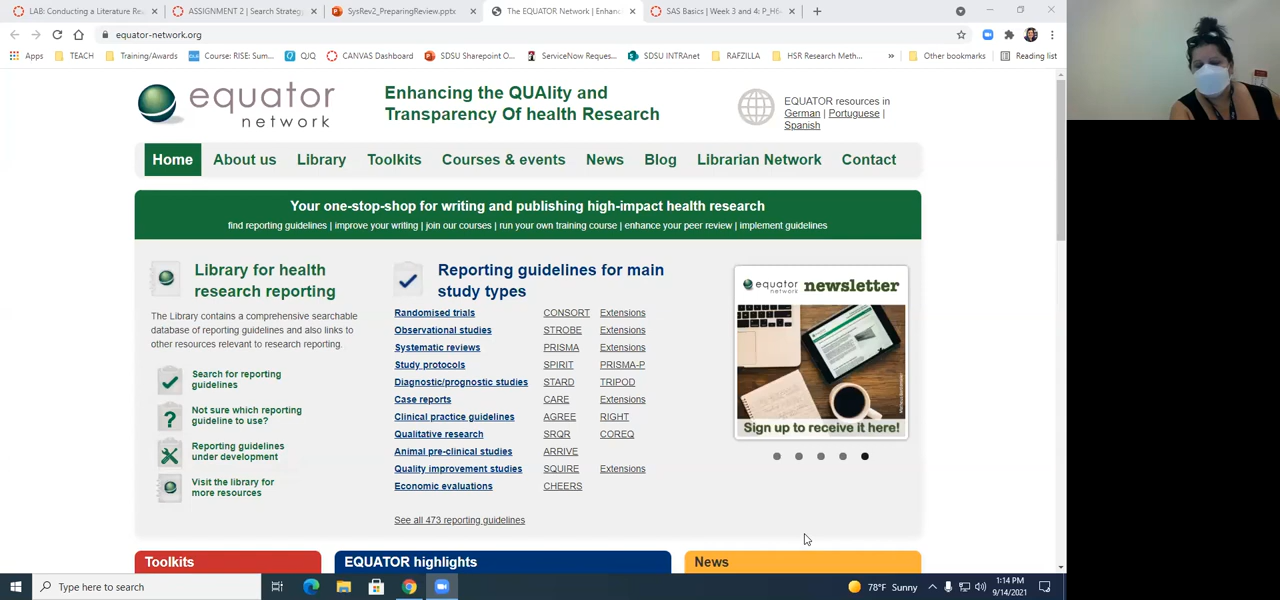 LAB: Conducting a Literature Re
ASSIGNMENT 2 | Search Strateg
SysRev2_PreparingReview.pptx
The EQUATOR Network | Enhanc
SAS Basics | Week 3 and 4: P_H6
equator-network.org
Apps
TEACH
Training/Awards
Course: RISE: Sum...
QJQ
CANVAS Dashboard
SDSU Sharepoint O...
ServiceNow Reques...
SDSU INTRAnet
RAFZILLA
HSR Research Meth...
»
Other bookmarks
Reading list
equator
network
Enhancing the QUAlity and
Transparency Of health Research
EQUATOR resources in
German | Portuguese |
Spanish
Home About us Library Toolkits Courses & events News Blog Librarian Network Contact
Your one-stop-shop for writing and publishing high-impact health research
find reporting guidelines | improve your writing | join our courses | run your own training course | enhance your peer review | implement guidelines
Library for health
research reporting
The Library contains a comprehensive searchable
database of reporting guidelines and also links to
other resources relevant to research reporting.
Search for reporting
guidelines
Not sure which reporting
guideline to use?
Reporting guidelines
under development
Visit the library for
more resources
Reporting guidelines for main
study types
Randomised trials CONSORT Extensions
Observational studies STROBE Extensions
Systematic reviews PRISMA Extensions
Study protocols SPIRIT PRISMA-P
Diagnostic/prognostic studies STARD TRIPOD
Case reports CARE Extensions
Clinical practice guidelines AGREE RIGHT
Qualitative research SRQR COREQ
Animal pre-clinical studies ARRIVE
Quality improvement studies SQUIRE Extensions
Economic evaluations CHEERS
See all 473 reporting guidelines
equator
network
newsletter
Sign up to receive it here!
Toolkits
EQUATOR highlights
News
Type here to search
78°F Sunny
1:14 PM
9/14/2021